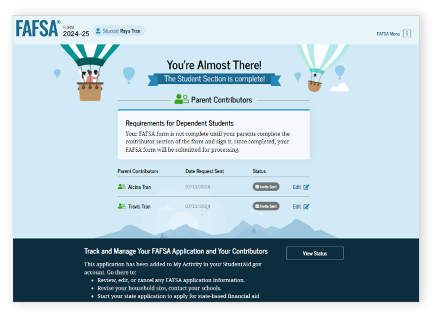 FAFSA®
FORM
2024–25
Student Raya Tran
FAFSA Menu
You're Almost There!
The Student Section is complete!
Parent Contributors
Requirements for Dependent Students
Your FAFSA form is not complete until your parents complete the
contributor section of the form and sign it. Once completed, your
FAFSA form will be submitted for processing.
Parent Contributors Date Request Sent Status
Alcina Tran Invite Sent Edit
Travis Tran Invite Sent Edit
Track and Manage Your FAFSA Application and Your Contributors
View Status
This application has been added to My Activity in your StudentAid.gov
account. Go there to:
• Review, edit, or cancel any FAFSA application information.
• Revise your household size, contact your schools.
• Start your state application to apply for state-based financial aid